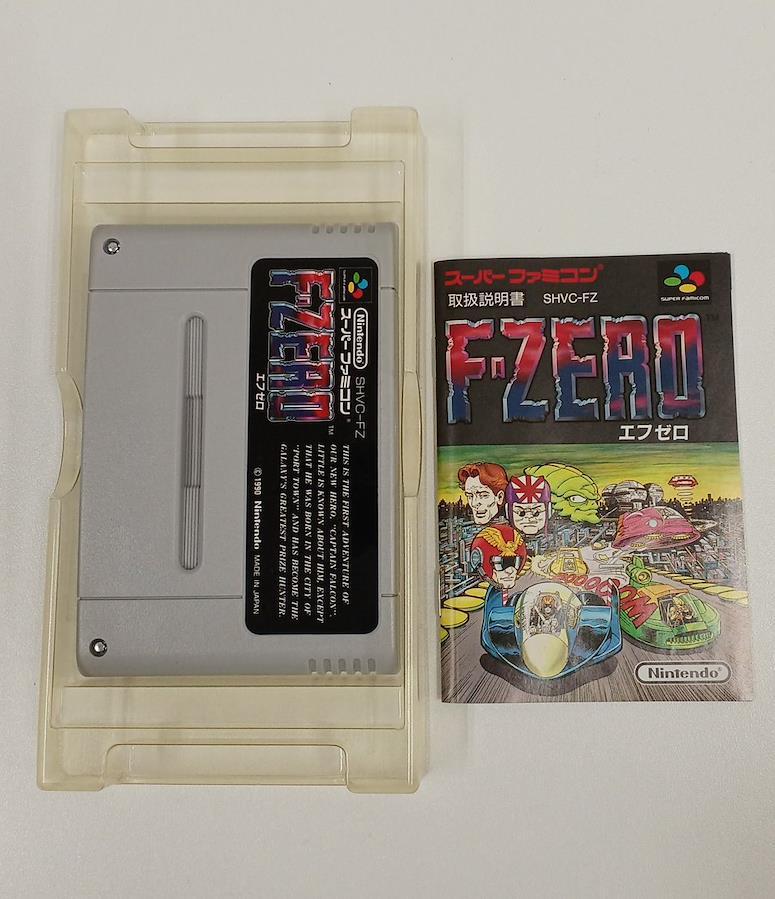 Nintendo SHVC-FZ
スーパーファミコン®
F-ZERO™
エフゼロ
THIS IS THE FIRST ADVENTURE OF
OUR NEW HERO, "CAPTAIN FALCON".
LITTLE IS KNOWN ABOUT HIM, EXCEPT
THAT HE WAS BORN IN THE CITY OF
"PORT TOWN" AND HAS BECOME THE
GALAXY'S GREATEST PRIZE HUNTER.
© 1990 Nintendo MADE IN JAPAN
スーパーファミコン®
取扱説明書 SHVC-FZ
SUPER FAMICOM
F-ZERO™
エフゼロ
Nintendo®